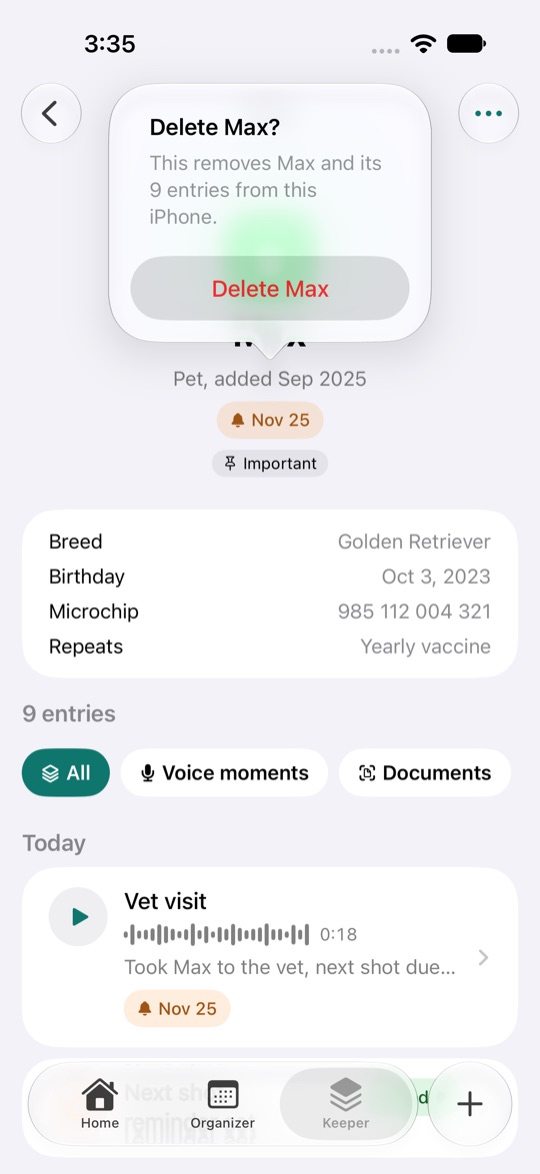 3:35
Delete Max?
This removes Max and its
9 entries from this
iPhone.
Delete Max
Pet, added Sep 2025
Nov 25
Important
Breed Golden Retriever
Birthday Oct 3, 2023
Microchip 985 112 004 321
Repeats Yearly vaccine
9 entries
All Voice moments Documents
Today
Vet visit
0:18
Took Max to the vet, next shot due...
Nov 25
Home Organizer Keeper